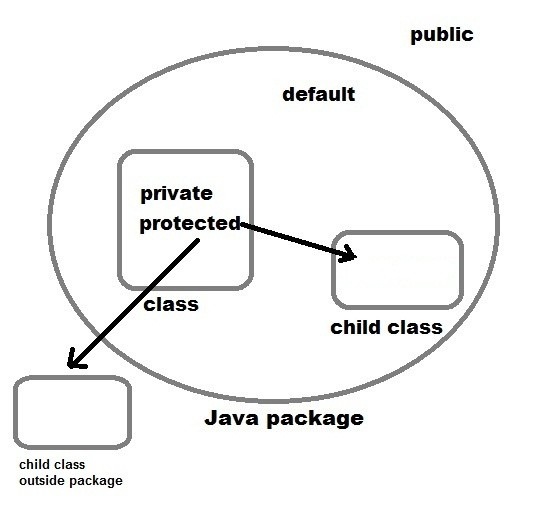 public
default
private
protected
class
child class
Java package
child class
outside package